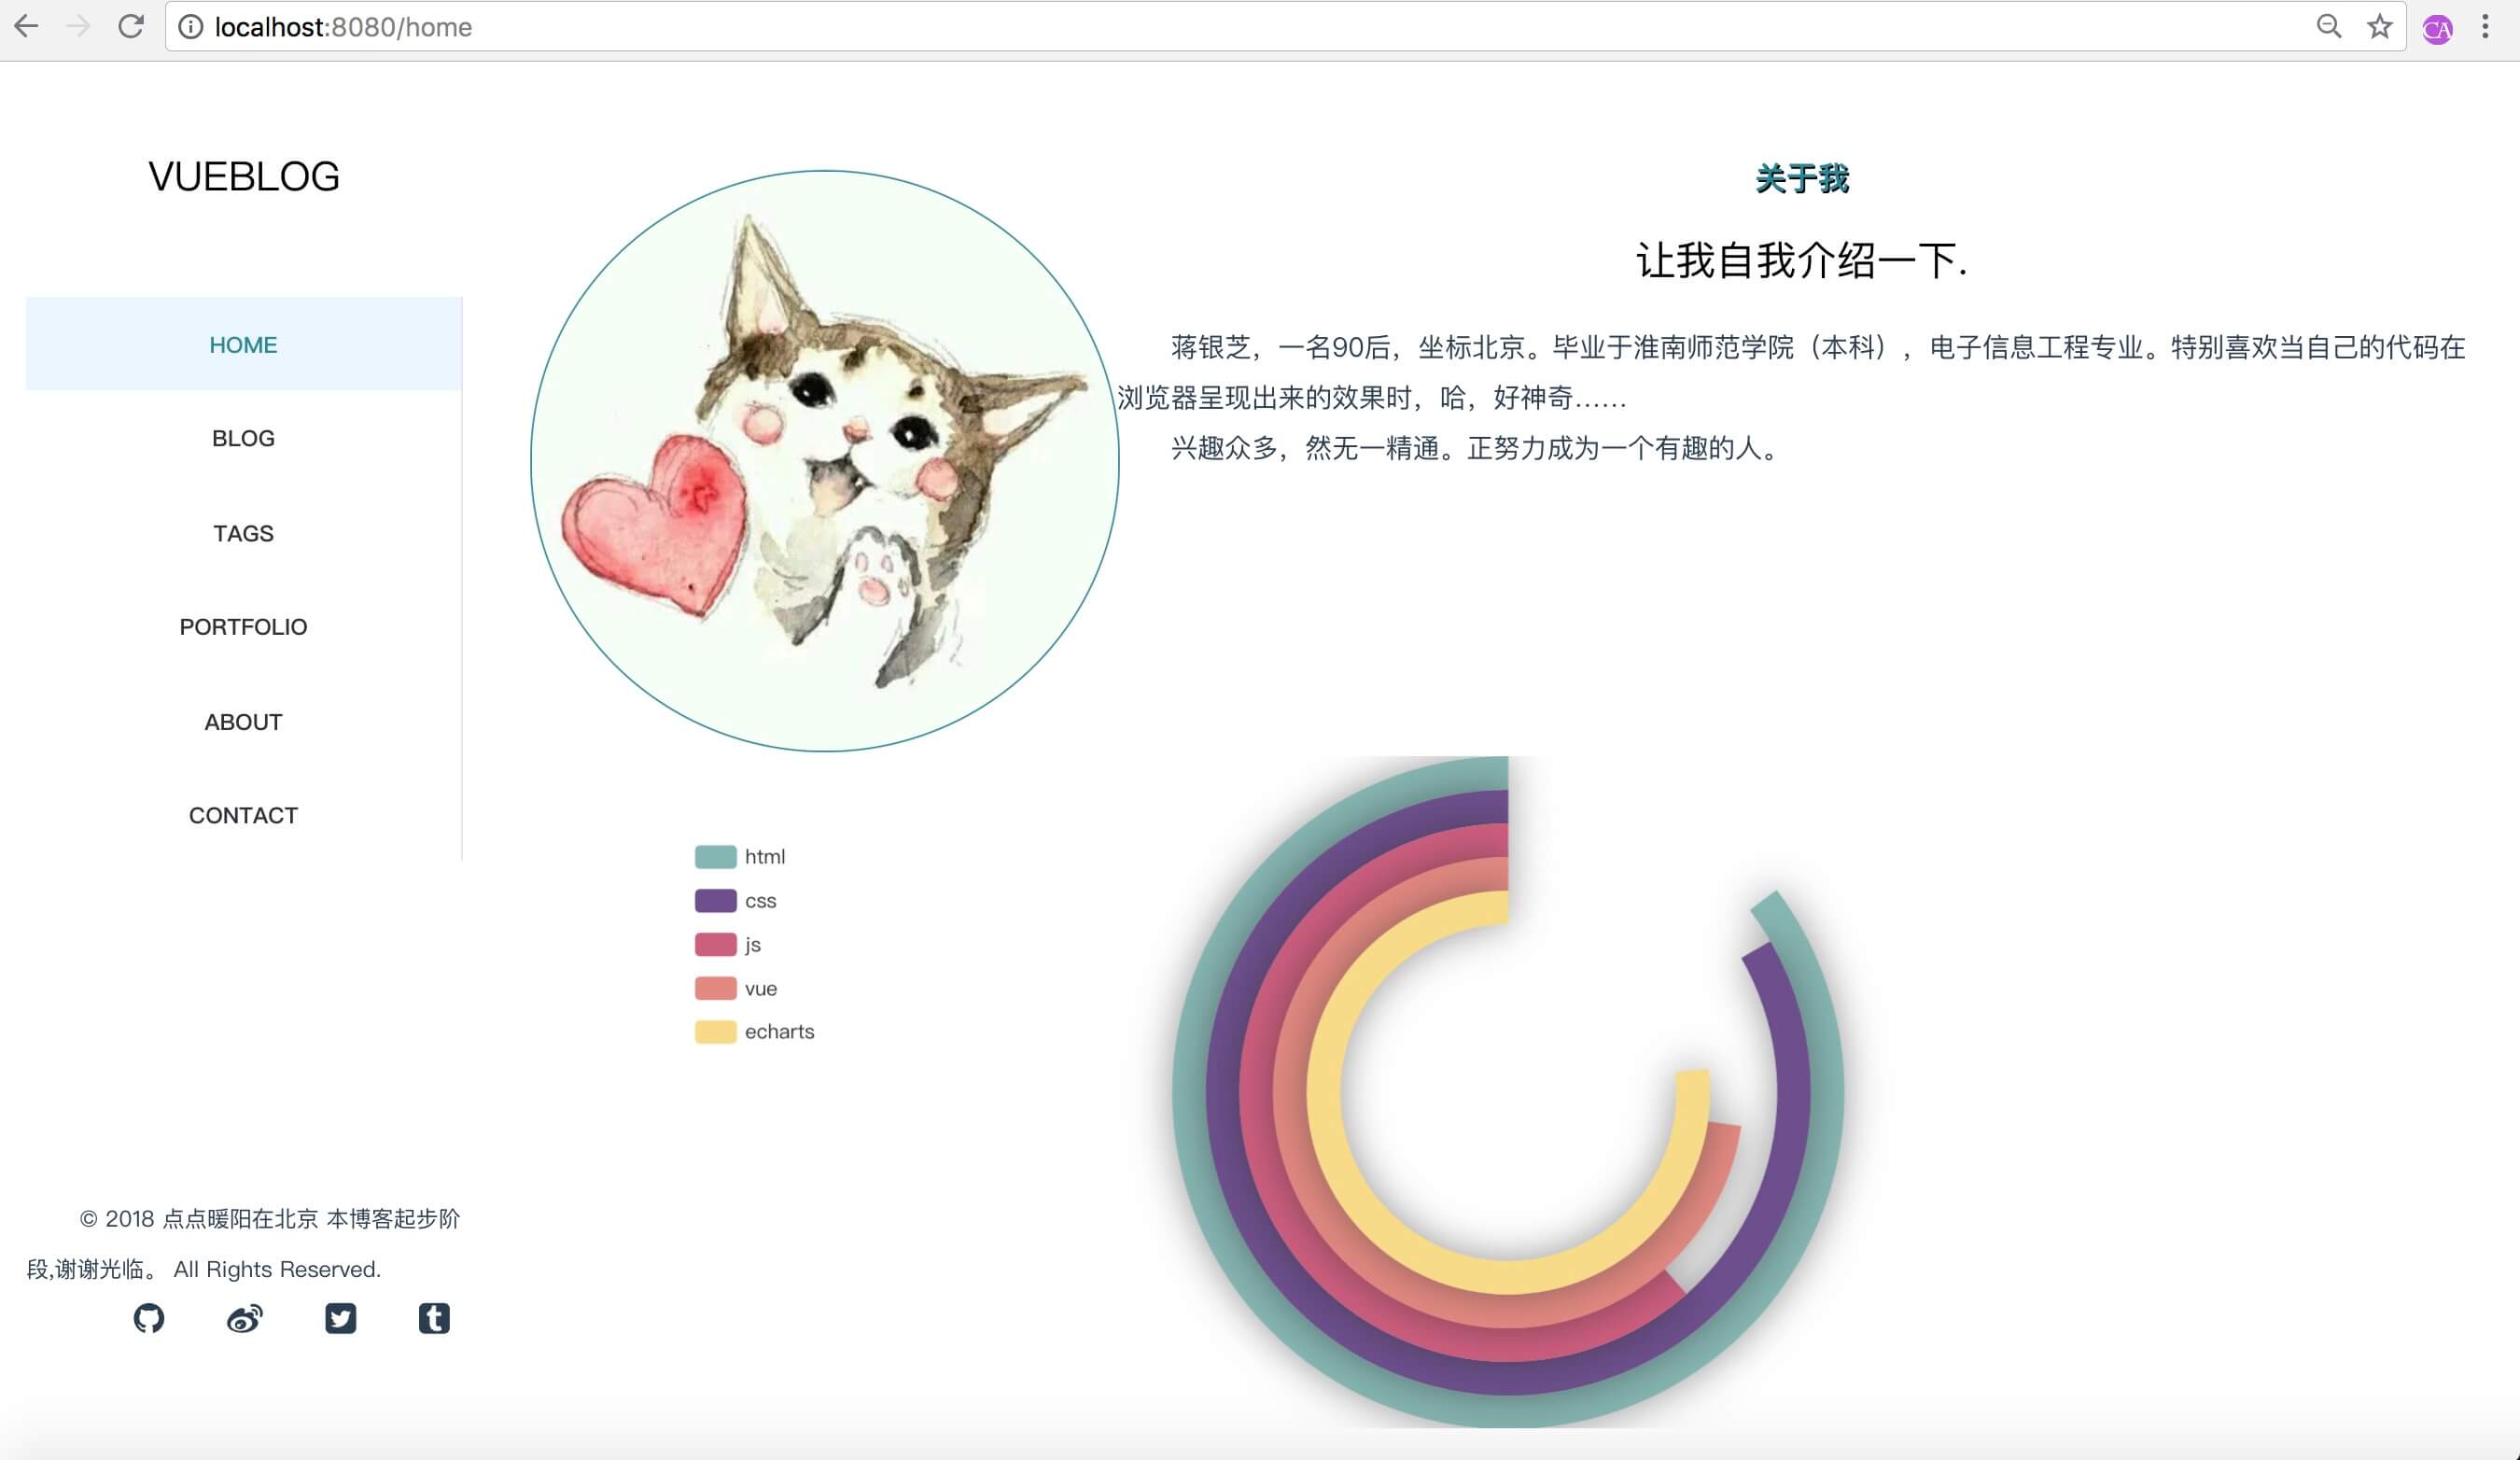 localhost:8080/home
CA
VUEBLOG
HOME
BLOG
TAGS
PORTFOLIO
ABOUT
CONTACT
© 2018 点点暖阳在北京 本博客起步阶
段,谢谢光临。 All Rights Reserved.
关于我
让我自我介绍一下.
蒋银芝，一名90后，坐标北京。毕业于淮南师范学院（本科），电子信息工程专业。特别喜欢当自己的代码在
浏览器呈现出来的效果时，哈，好神奇……
兴趣众多，然无一精通。正努力成为一个有趣的人。
html
css
js
vue
echarts